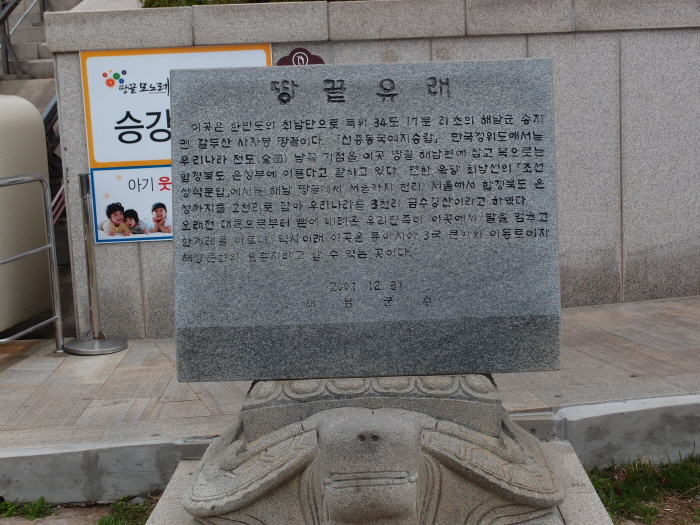 땅끝모노레
승강
아기 웃
땅 끝 유 래
이곳은 한반도의 최남단으로 북위 34도 17분 21초의 해남군 송지
면 갈두산 사자봉 땅끝이다. 「신증동국여지승람」 만국경위도에서는
우리나라 전도(全圖) 남쪽 기점을 이곳 땅끝 해남현에 잡고 북으로는
함경북도 온성부에 이른다고 말하고 있다. 또한 육당 최남선의 「조선
상식문답」에서는 해남 땅끝에서 서울까지 천리, 서울에서 함경북도 온
성까지를 2천리로 잡아 우리나라를 3천리 금수강산이라고 하였다.
오래전 대륙으로부터 뻗어 내려온 우리민족이 이곳에서 발을 멈추고
한겨레를 이루니, 역사이래 이곳은 동아시아 3국 문화의 이동로이자
해양문화의 요충지라고 할 수 있는 곳이다.
2001. 12. 31
해 남 군 수